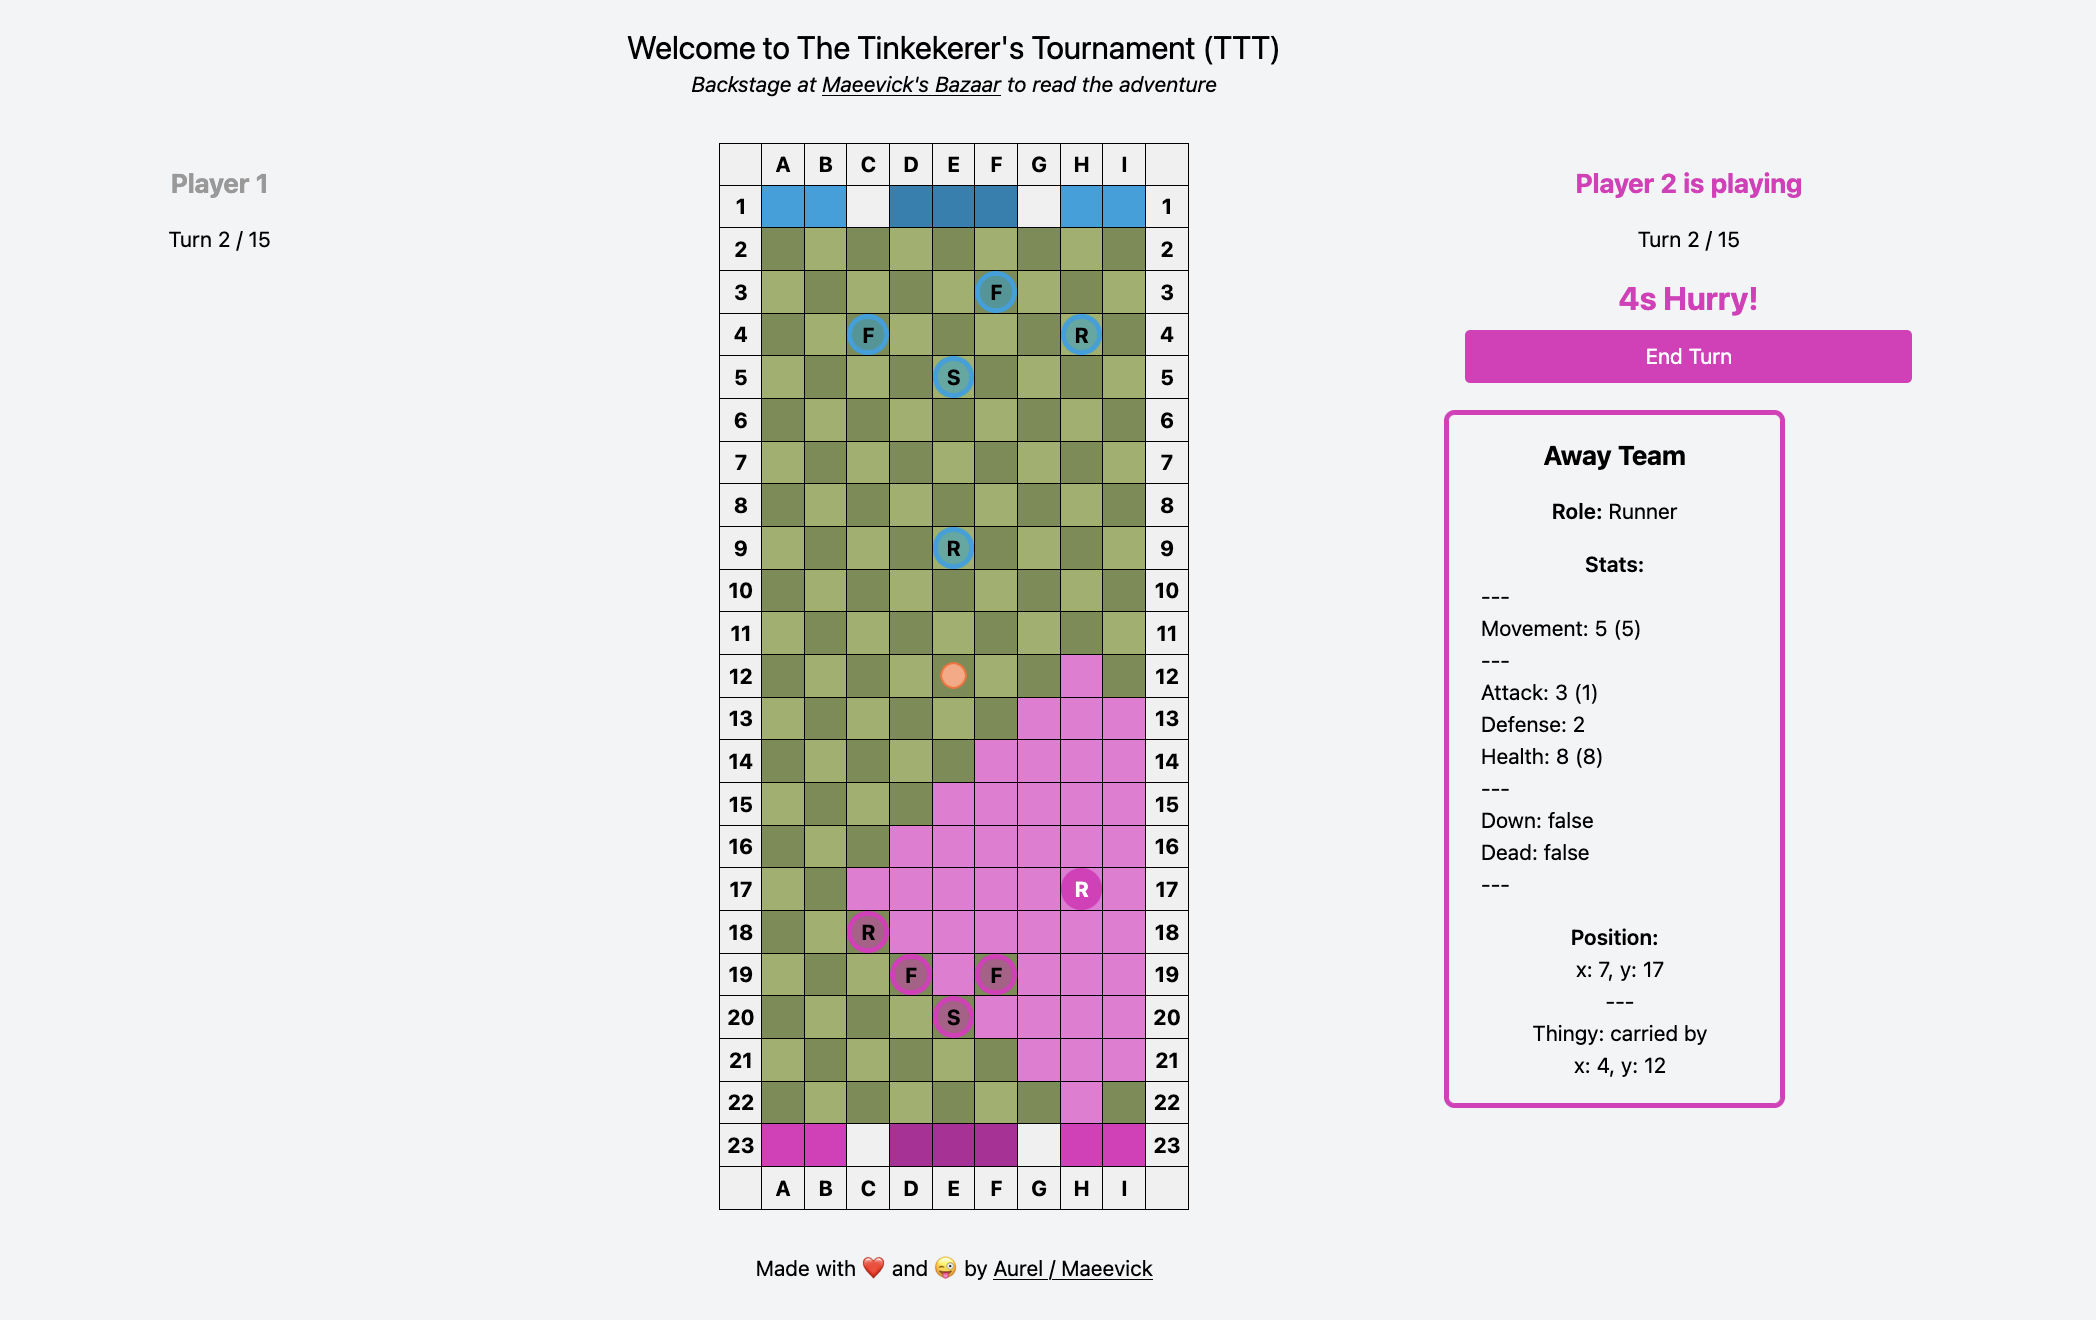 Welcome to The Tinkekerer's Tournament (TTT)
Backstage at Maeevick's Bazaar to read the adventure
Player 1
Turn 2 / 15
A B C D E F G H I
1 1
2 2
3 F 3
4 F R 4
5 S 5
6 6
7 7
8 8
9 R 9
10 10
11 11
12 12
13 13
14 14
15 15
16 16
17 R 17
18 R 18
19 F F 19
20 S 20
21 21
22 22
23 23
A B C D E F G H I
Player 2 is playing
Turn 2 / 15
4s Hurry!
End Turn
Away Team
Role: Runner
Stats:
---
Movement: 5 (5)
---
Attack: 3 (1)
Defense: 2
Health: 8 (8)
---
Down: false
Dead: false
---
Position:
x: 7, y: 17
---
Thingy: carried by
x: 4, y: 12
Made with ❤️ and 😜 by Aurel / Maeevick